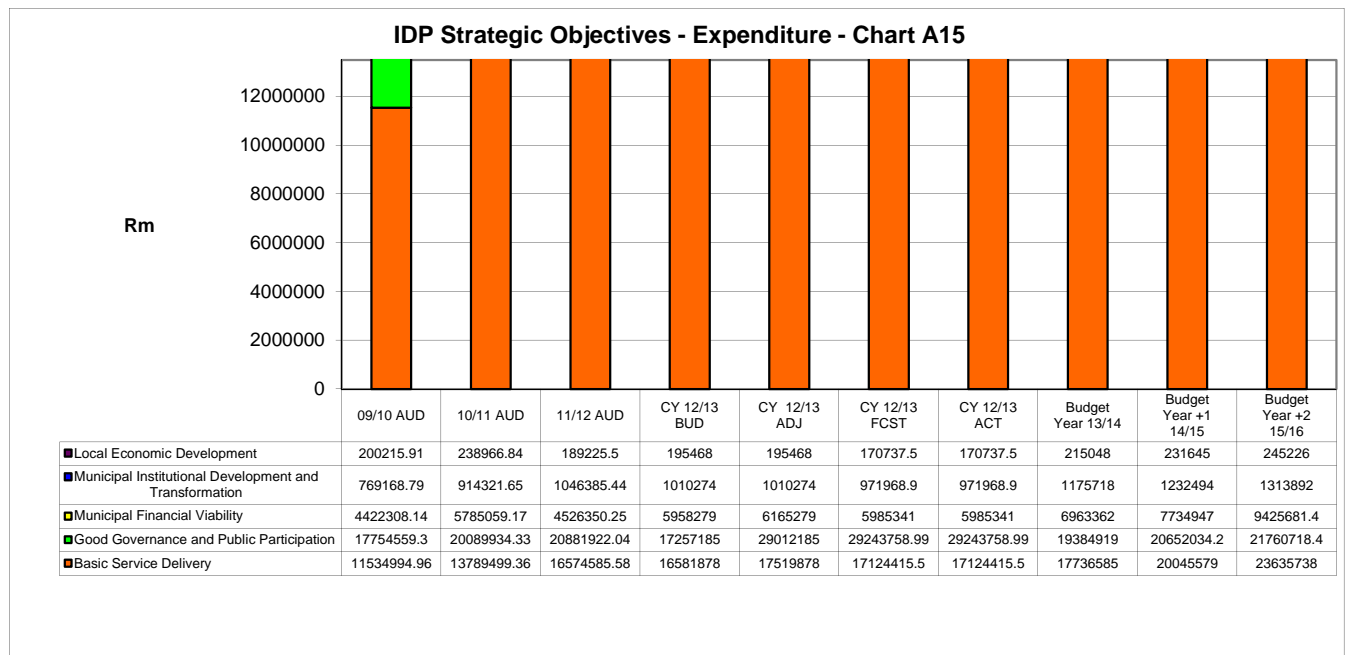 IDP Strategic Objectives - Expenditure - Chart A15
12000000
10000000
8000000
6000000
4000000
2000000
0
Rm
09/10 AUD 10/11 AUD 11/12 AUD CY 12/13 BUD CY 12/13 ADJ CY 12/13 FCST CY 12/13 ACT Budget Year 13/14 Budget Year +1 14/15 Budget Year +2 15/16
Local Economic Development 200215.91 238966.84 189225.5 195468 195468 170737.5 170737.5 215048 231645 245226
Municipal Institutional Development and Transformation 769168.79 914321.65 1046385.44 1010274 1010274 971968.9 971968.9 1175718 1232494 1313892
Municipal Financial Viability 4422308.14 5785059.17 4526350.25 5958279 6165279 5985341 5985341 6963362 7734947 9425681.4
Good Governance and Public Participation 17754559.3 20089934.33 20881922.04 17257185 29012185 29243758.99 29243758.99 19384919 20652034.2 21760718.4
Basic Service Delivery 11534994.96 13789499.36 16574585.58 16581878 17519878 17124415.5 17124415.5 17736585 20045579 23635738